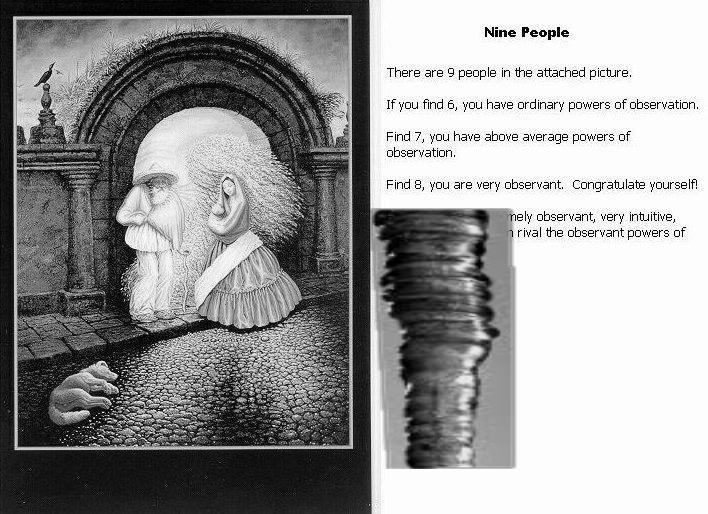 Nine People
There are 9 people in the attached picture.
If you find 6, you have ordinary powers of observation.
Find 7, you have above average powers of
observation.
Find 8, you are very observant. Congratulate yourself!
observant, very intuitive,
rival the observant powers of